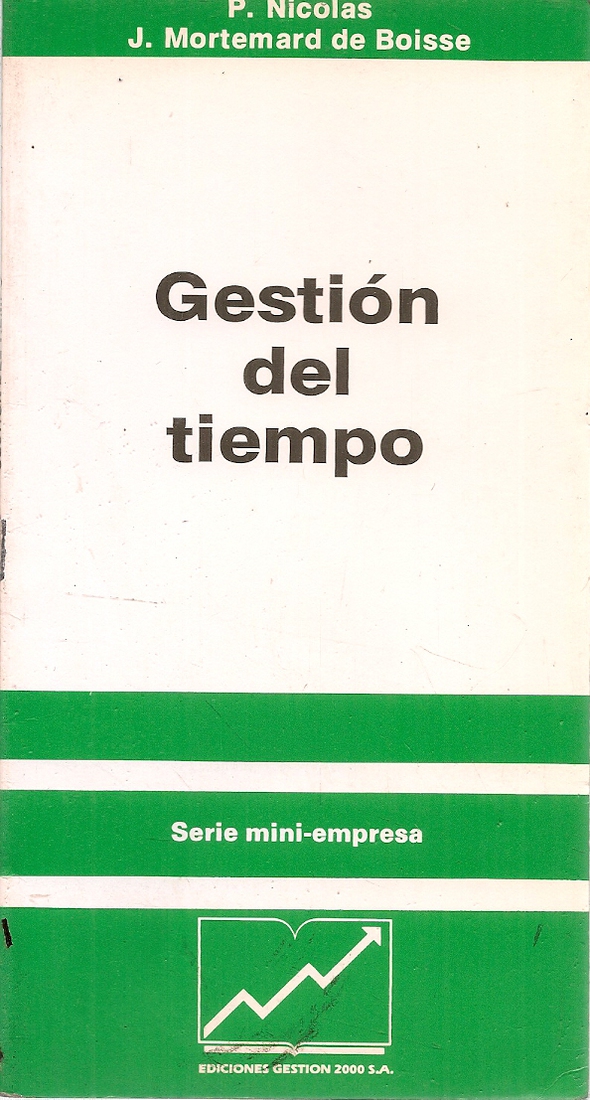 P. Nicolas
J. Mortemard de Boisse
Gestión
del
tiempo
Serie mini-empresa
EDICIONES GESTION 2000 S.A.